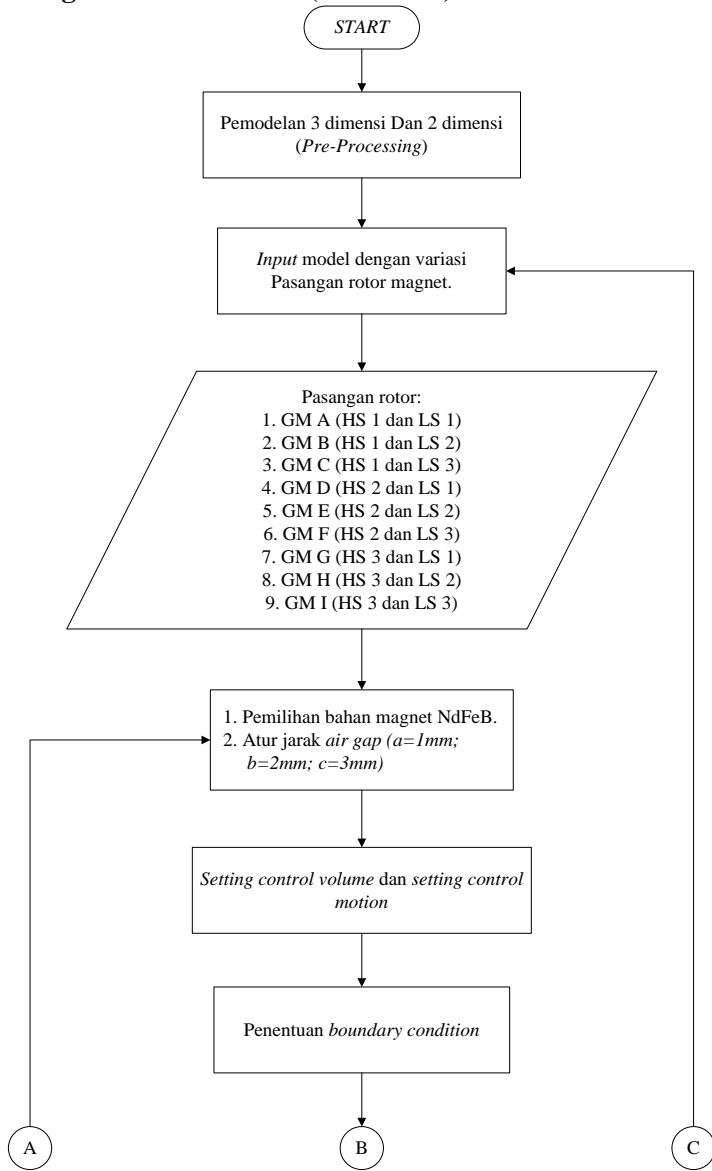 START
Pemodelan 3 dimensi Dan 2 dimensi
(Pre-Processing)
Input model dengan variasi
Pasangan rotor magnet.
Pasangan rotor:
1. GM A (HS 1 dan LS 1)
2. GM B (HS 1 dan LS 2)
3. GM C (HS 1 dan LS 3)
4. GM D (HS 2 dan LS 1)
5. GM E (HS 2 dan LS 2)
6. GM F (HS 2 dan LS 3)
7. GM G (HS 3 dan LS 1)
8. GM H (HS 3 dan LS 2)
9. GM I (HS 3 dan LS 3)
1. Pemilihan bahan magnet NdFeB.
2. Atur jarak air gap (a=1mm;
b=2mm; c=3mm)
Setting control volume dan setting control
motion
Penentuan boundary condition
A
B
C